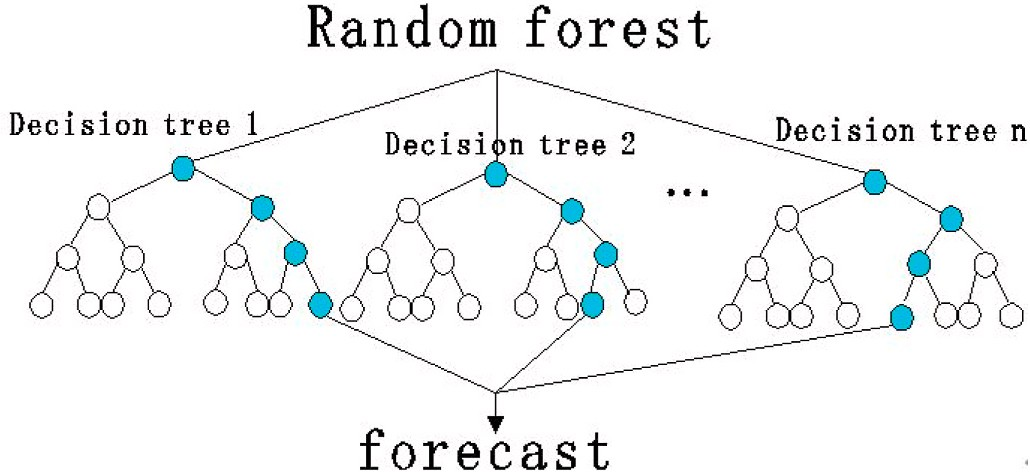 Random forest
Decision tree 1
Decision tree 2
Decision tree n
...
forecast